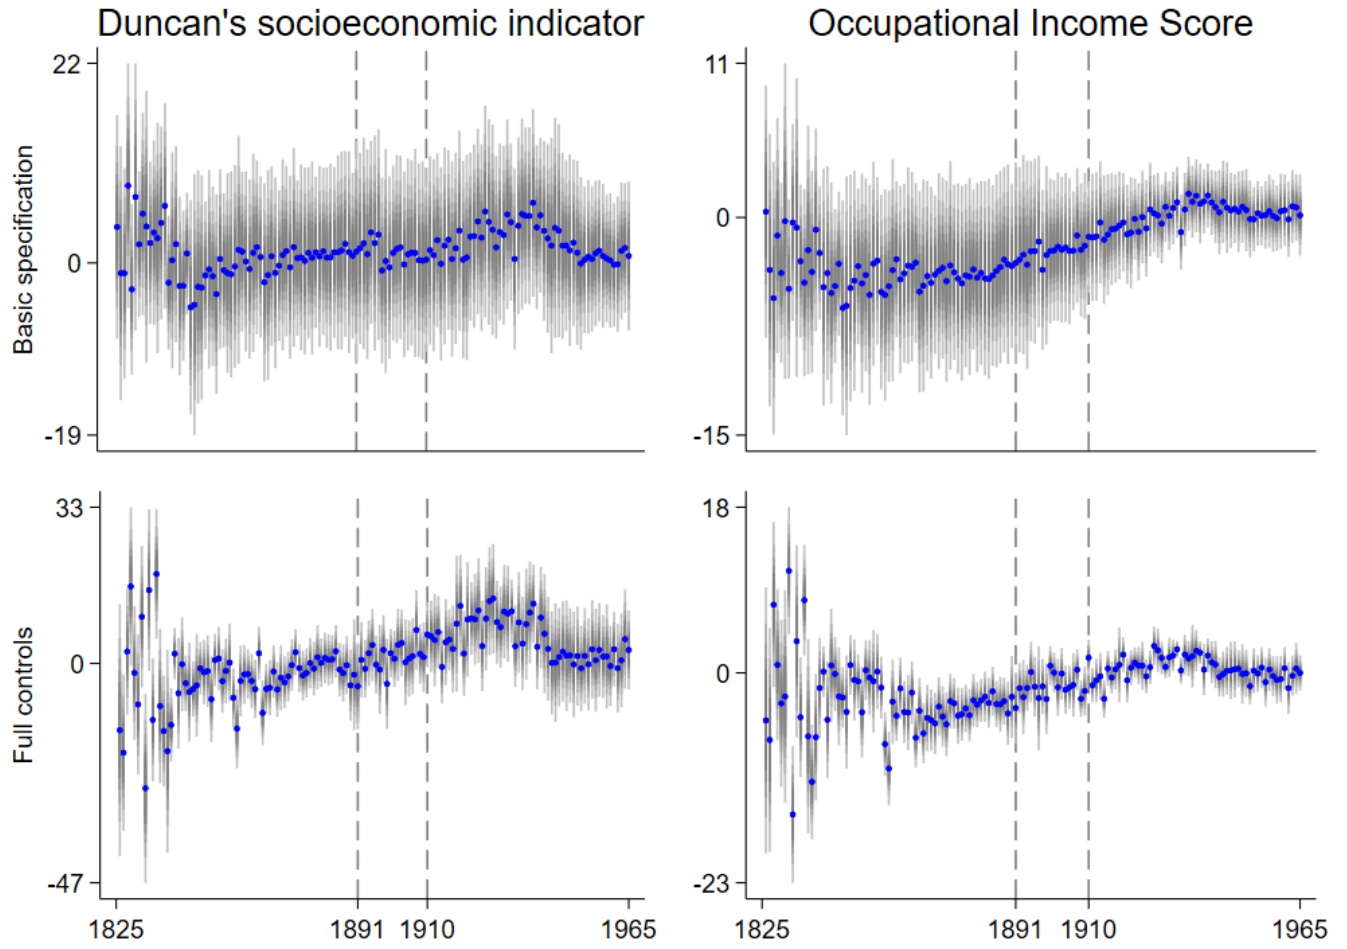 Duncan's socioeconomic indicator
Occupational Income Score
Basic specification
22
0
-19
11
0
-15
Full controls
33
0
-47
18
0
-23
1825 1891 1910 1965
1825 1891 1910 1965